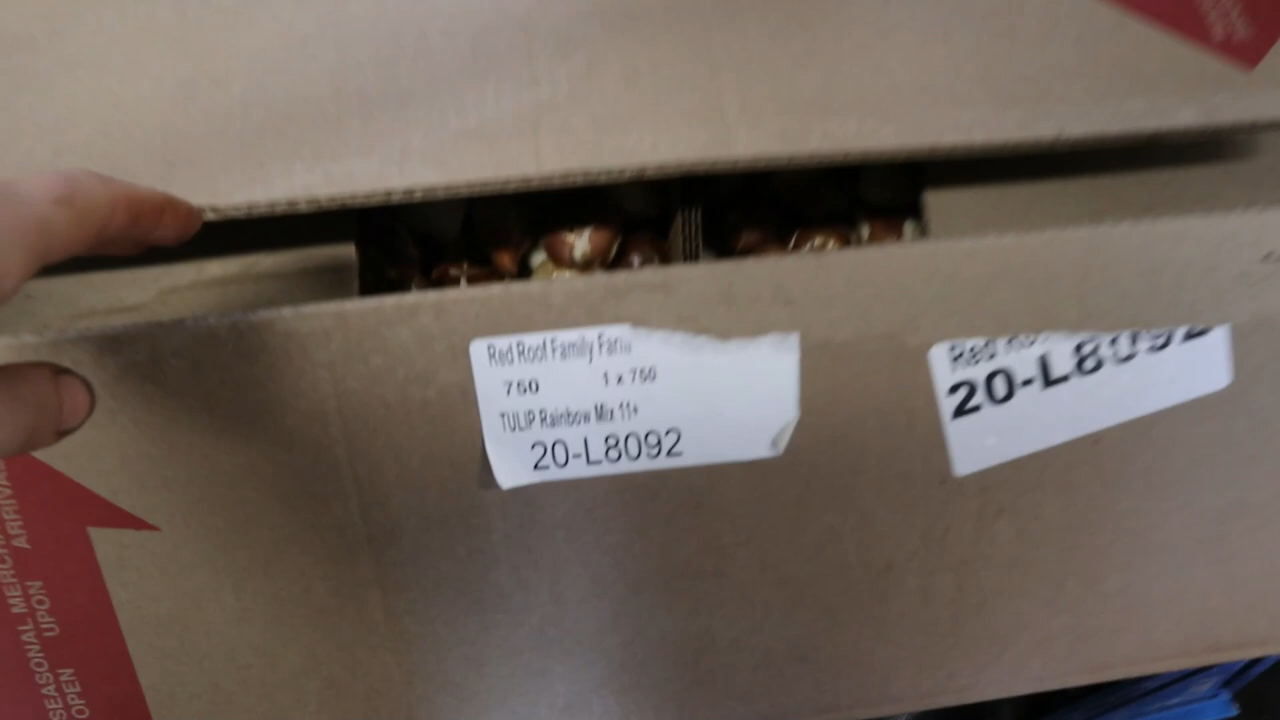 Red Roof Family Farm
750 1 x 750
TULIP Rainbow Mix 11+
20-L8092
Red
20-L8092
SEASONAL
ARRIVAL
OPEN UPON